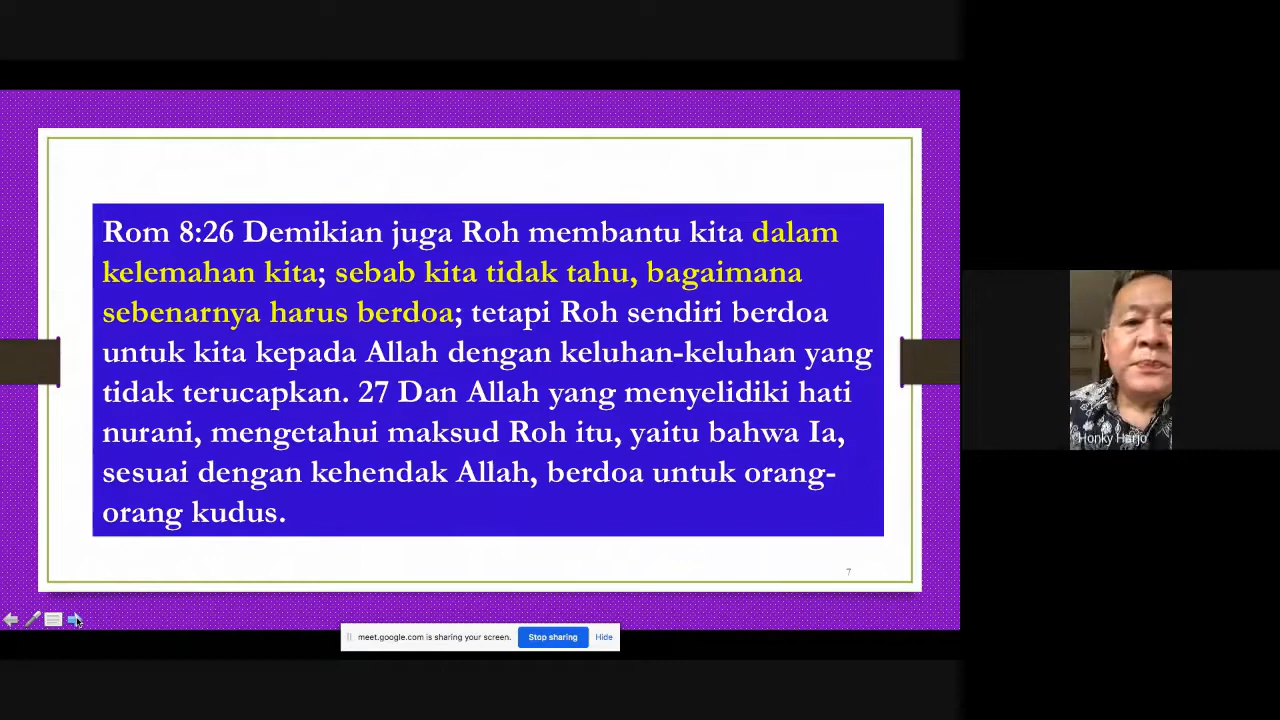 Rom 8:26 Demikian juga Roh membantu kita dalam
kelemahan kita; sebab kita tidak tahu, bagaimana
sebenarnya harus berdoa; tetapi Roh sendiri berdoa
untuk kita kepada Allah dengan keluhan-keluhan yang
tidak terucapkan. 27 Dan Allah yang menyelidiki hati
nurani, mengetahui maksud Roh itu, yaitu bahwa Ia,
sesuai dengan kehendak Allah, berdoa untuk orang-
orang kudus.
7
Honky Harjo
meet.google.com is sharing your screen.
Stop sharing
Hide